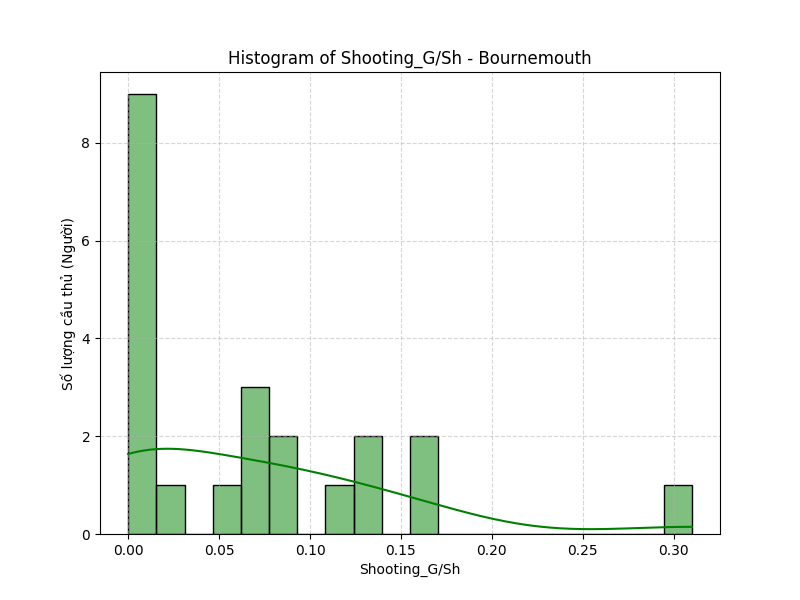 Histogram of Shooting_G/Sh - Bournemouth
Số lượng cầu thủ (Người)
8
6
4
2
0
0.00 0.05 0.10 0.15 0.20 0.25 0.30
Shooting_G/Sh